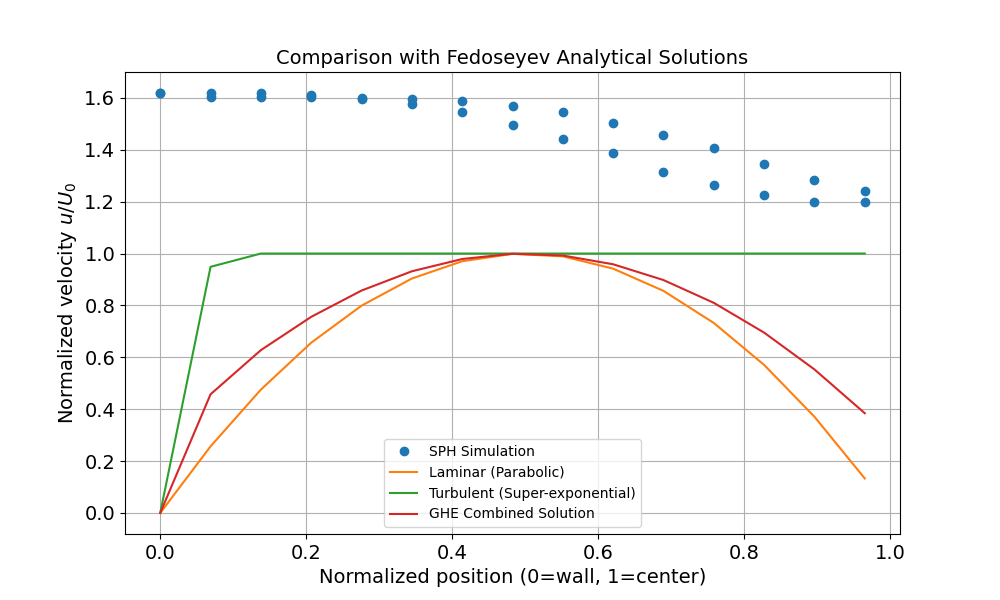 Comparison with Fedoseyev Analytical Solutions
Normalized velocity u/U₀
1.6
1.4
1.2
1.0
0.8
0.6
0.4
0.2
0.0
SPH Simulation
Laminar (Parabolic)
Turbulent (Super-exponential)
GHE Combined Solution
0.0 0.2 0.4 0.6 0.8 1.0
Normalized position (0=wall, 1=center)